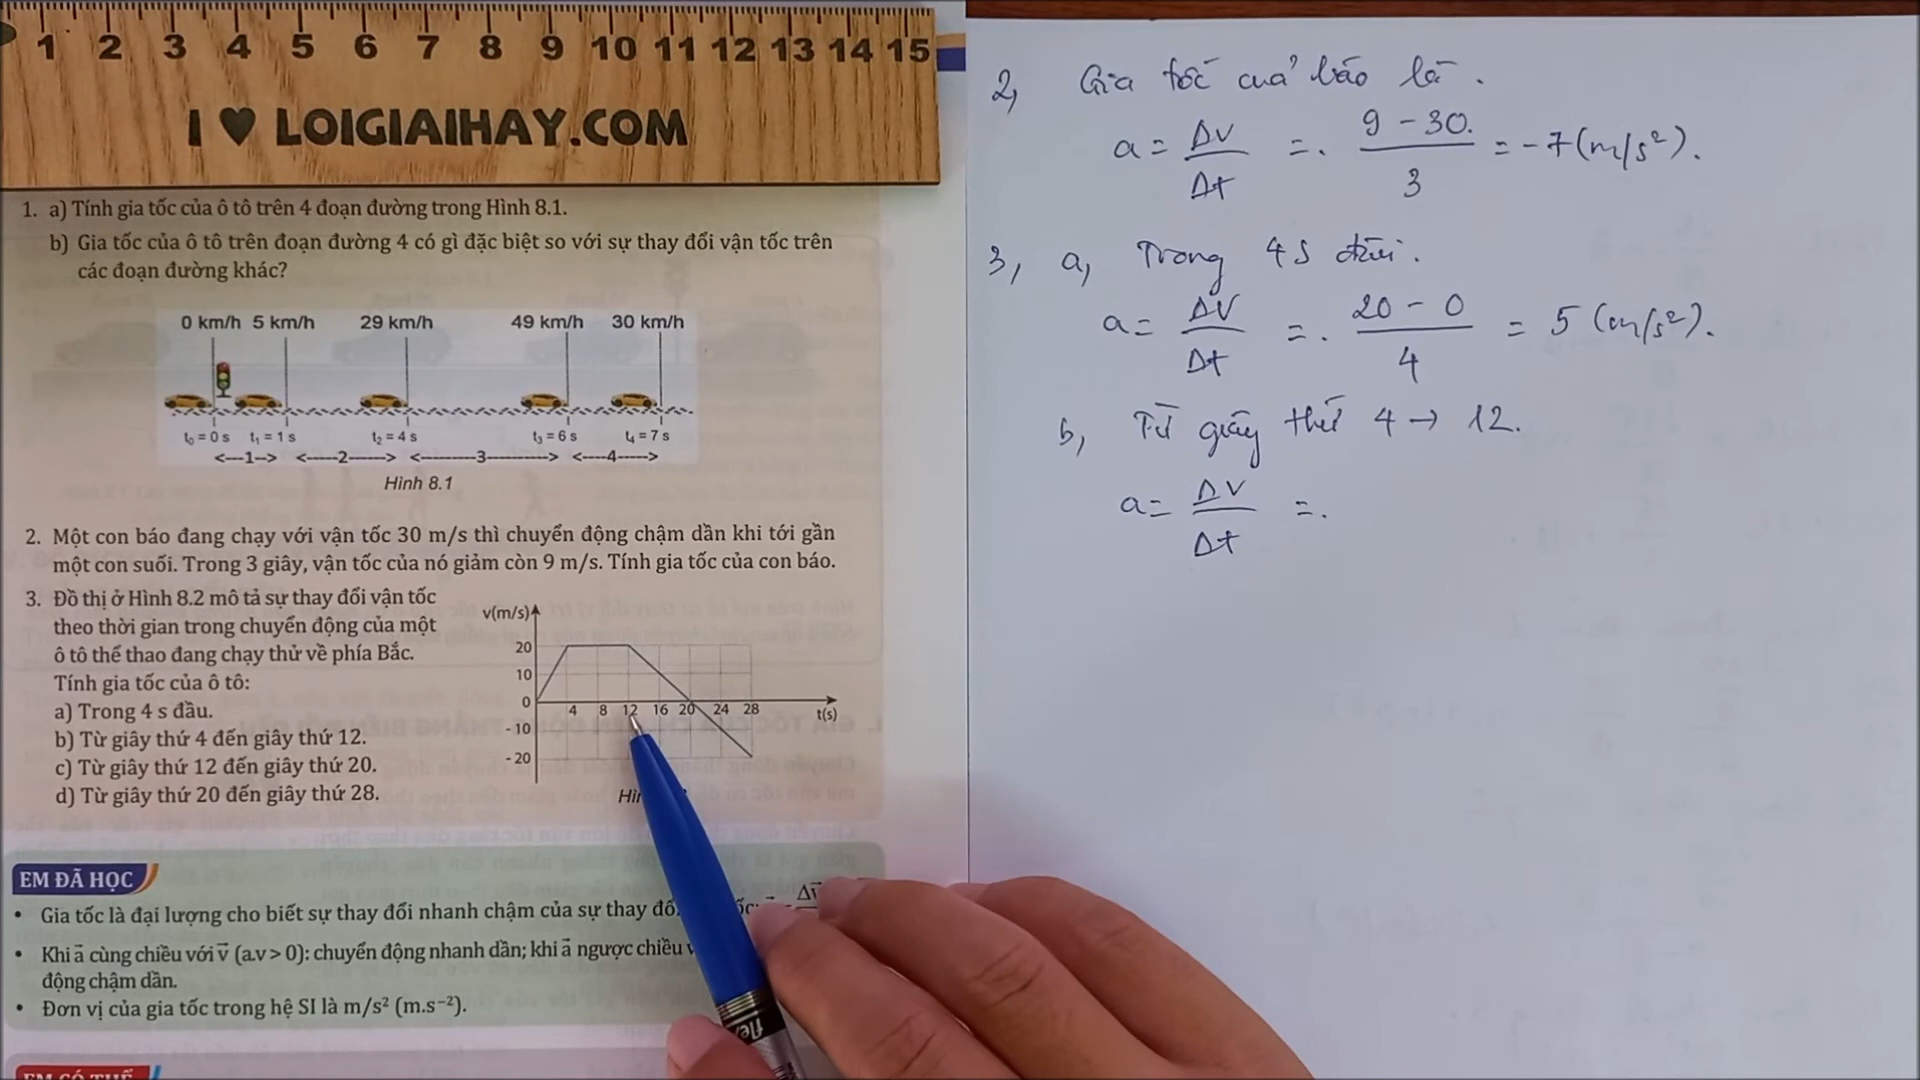 1 2 3 4 5 6 7 8 9 10 11 12 13 14 15
I ♥ LOIGIAIHAY.COM
1. a) Tính gia tốc của ô tô trên 4 đoạn đường trong Hình 8.1.
b) Gia tốc của ô tô trên đoạn đường 4 có gì đặc biệt so với sự thay đổi vận tốc trên
các đoạn đường khác?
0 km/h 5 km/h 29 km/h 49 km/h 30 km/h
t₀ = 0 s t₁ = 1 s t₂ = 4 s t₃ = 6 s t₄ = 7 s
<---1--> <-----2-----> <---------3---------> <----4----->
Hình 8.1
2. Một con báo đang chạy với vận tốc 30 m/s thì chuyển động chậm dần khi tới gần
một con suối. Trong 3 giây, vận tốc của nó giảm còn 9 m/s. Tính gia tốc của con báo.
3. Đồ thị ở Hình 8.2 mô tả sự thay đổi vận tốc
theo thời gian trong chuyển động của một
ô tô thể thao đang chạy thử về phía Bắc.
Tính gia tốc của ô tô:
a) Trong 4 s đầu.
b) Từ giây thứ 4 đến giây thứ 12.
c) Từ giây thứ 12 đến giây thứ 20.
d) Từ giây thứ 20 đến giây thứ 28.
v(m/s)
20
10
0
4 8 12 16 20 24 28
t(s)
-10
-20
EM ĐÃ HỌC
• Gia tốc là đại lượng cho biết sự thay đổi nhanh chậm của sự thay
• Khi a⃗ cùng chiều với v⃗ (a.v > 0): chuyển động nhanh dần; khi a⃗ ngược chiều
động chậm dần.
• Đơn vị của gia tốc trong hệ SI là m/s² (m.s⁻²).
EM CÓ THỂ
2, Gia tốc của báo là.
a = Δv/Δt = 9 - 30/3 = -7 (m/s²).
3, a, Trong 4s đầu.
a = Δv/Δt = 20 - 0/4 = 5 (m/s²).
b, Từ giây thứ 4 → 12.
a = Δv/Δt =